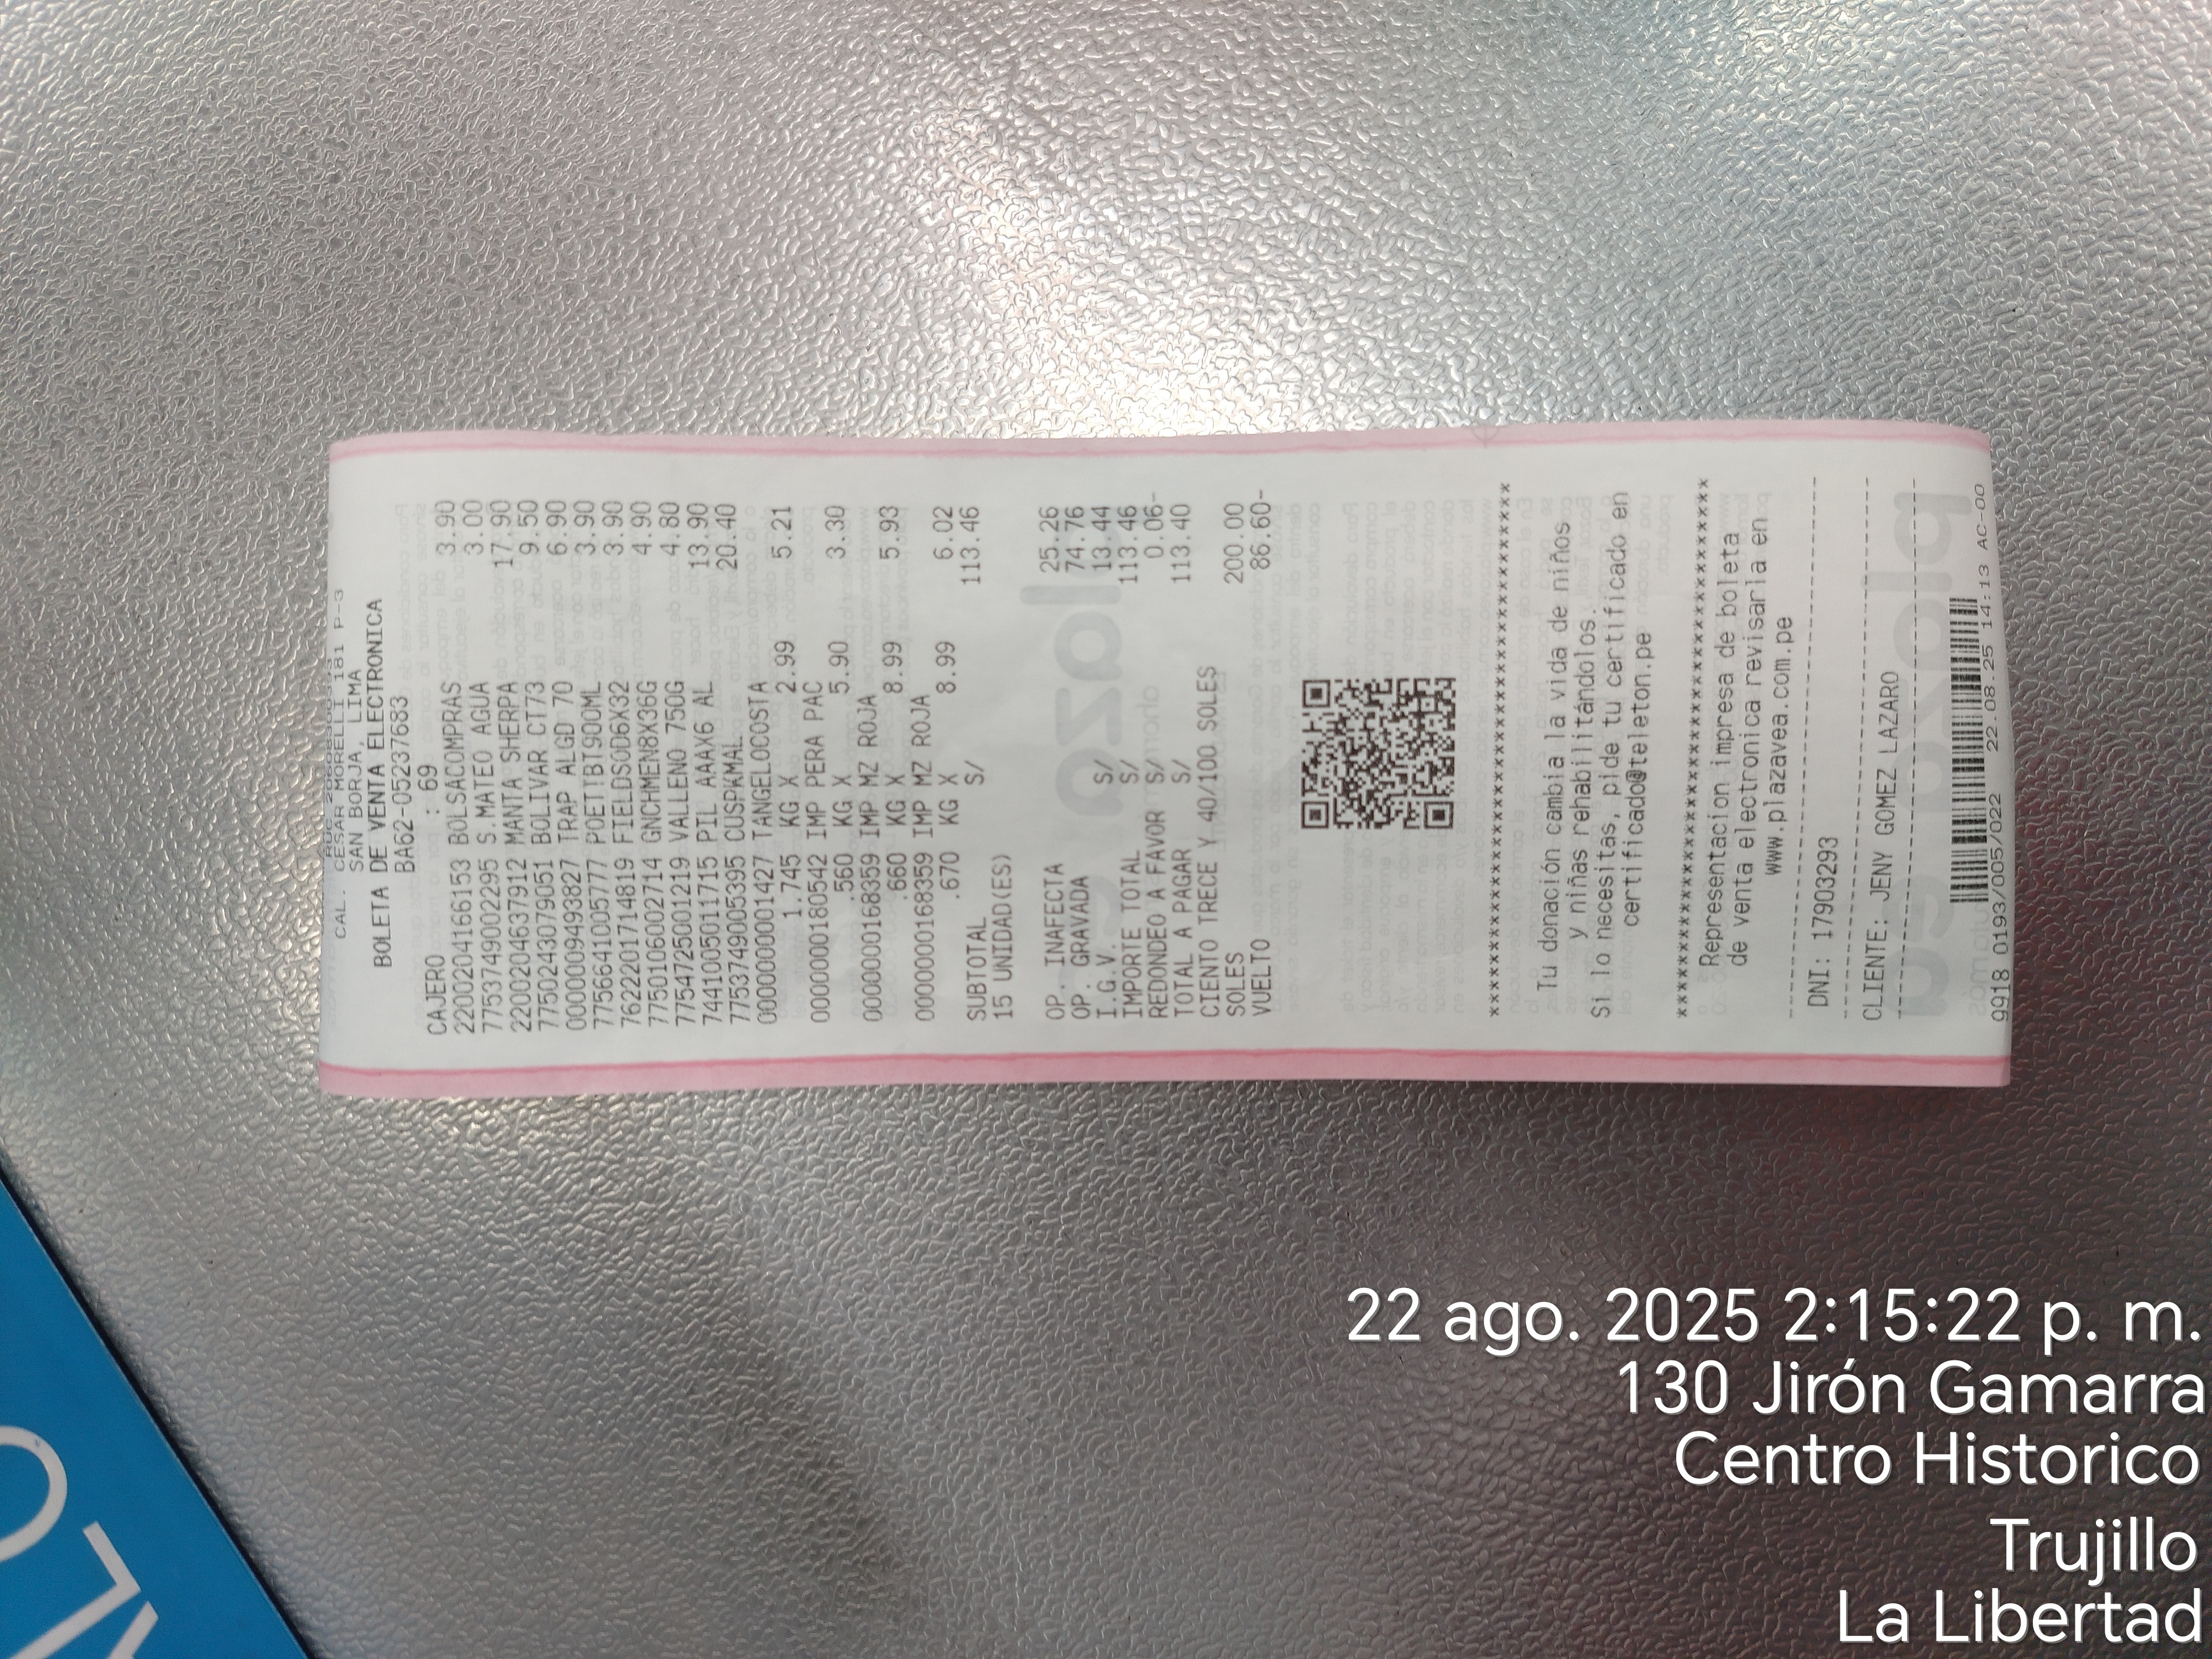 CAL. CESAR MORELLI 181 P-3
SAN BORJA, LIMA
BOLETA DE VENTA ELECTRONICA
BA62-05237683
CAJERO : 69
2200204166153 BOLSACOMPRAS 3.90
7753749002295 S.MATEO AGUA 3.00
2200204637912 MANTA SHERPA 17.90
7750243079051 BOLIVAR CT73 9.50
0000009493827 TRAP ALGD 70 6.90
7756641005777 POETTBI900ML 3.90
7622201714819 FIELDSOD6X32 3.90
7750106002714 GNCHMEN8X36G 4.90
7754725001219 VALLENO 750G 4.80
7441005011715 PIL AAAX6 AL 13.90
7753749005395 CUSPKMAL 20.40
0000000001427 TANGELOCOSTA
1.745 KG X 2.99 5.21
0000000180542 IMP PERA PAC
.560 KG X 5.90 3.30
0000000168359 IMP MZ ROJA
.660 KG X 8.99 5.93
0000000168359 IMP MZ ROJA
.670 KG X 8.99 6.02
SUBTOTAL S/ 113.46
15 UNIDAD(ES)
OP. INAFECTA 25.26
OP. GRAVADA 74.76
I.G.V. S/ 13.44
IMPORTE TOTAL S/ 113.46
REDONDEO A FAVOR S/ 0.06-
TOTAL A PAGAR S/ 113.40
CIENTO TRECE Y 40/100 SOLES
SOLES 200.00
VUELTO 86.60-
Tu donación cambia la vida de niños
y niñas rehabilitándolos.
Si lo necesitas, pide tu certificado en
certificado@teleton.pe
Representacion impresa de boleta
de venta electronica revisarla en
www.plazavea.com.pe
DNI: 17903293
CLIENTE: JENY GOMEZ LAZARO
9918 0193/005/022 22.08.25 14:13 AC-00
22 ago. 2025 2:15:22 p. m.
130 Jirón Gamarra
Centro Historico
Trujillo
La Libertad